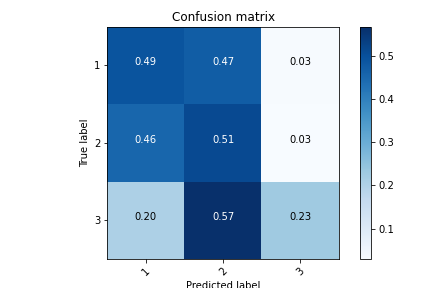 Confusion matrix
1 0.49 0.47 0.03
2 0.46 0.51 0.03
3 0.20 0.57 0.23
1 2 3
True label
Predicted label
0.5
0.4
0.3
0.2
0.1